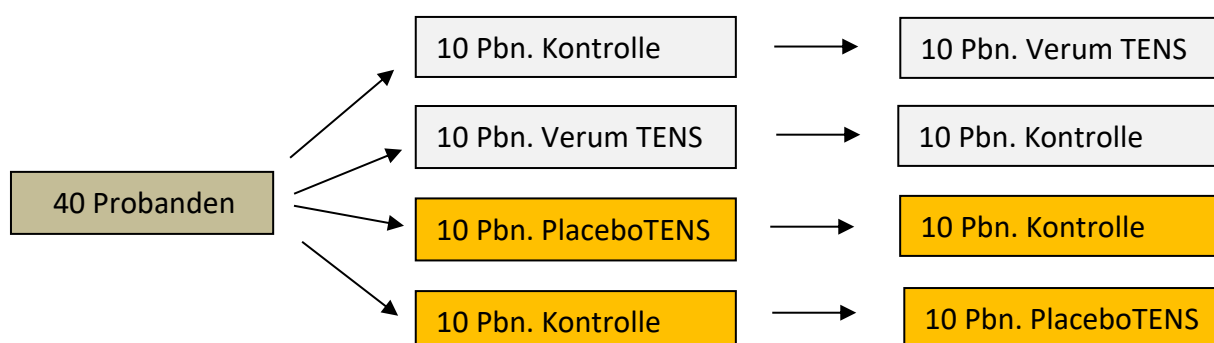 10 Pbn. Kontrolle
10 Pbn. Verum TENS
10 Pbn. Verum TENS
10 Pbn. Kontrolle
40 Probanden
10 Pbn. PlaceboTENS
10 Pbn. Kontrolle
10 Pbn. Kontrolle
10 Pbn. PlaceboTENS